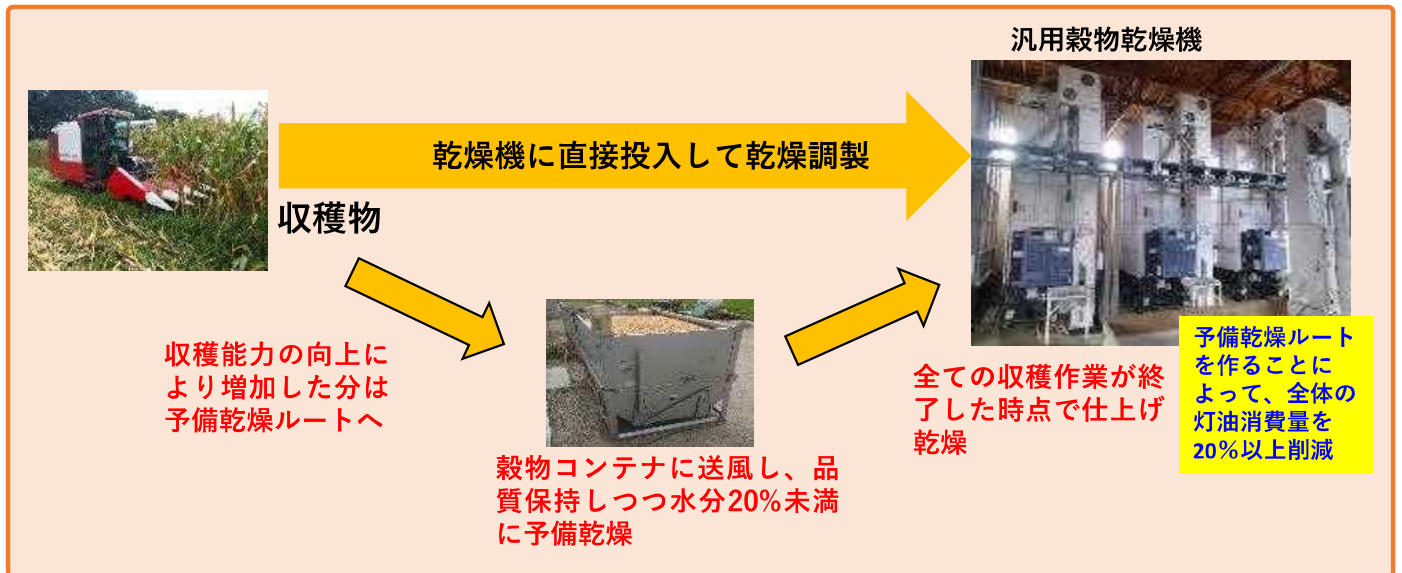 汎用穀物乾燥機
乾燥機に直接投入して乾燥調製
収穫物
収穫能力の向上に
より増加した分は
予備乾燥ルートへ
穀物コンテナに送風し、品
質保持しつつ水分20%未満
に予備乾燥
全ての収穫作業が終
了した時点で仕上げ
乾燥
予備乾燥ルート
を作ることに
よって、全体の
灯油消費量を
20%以上削減